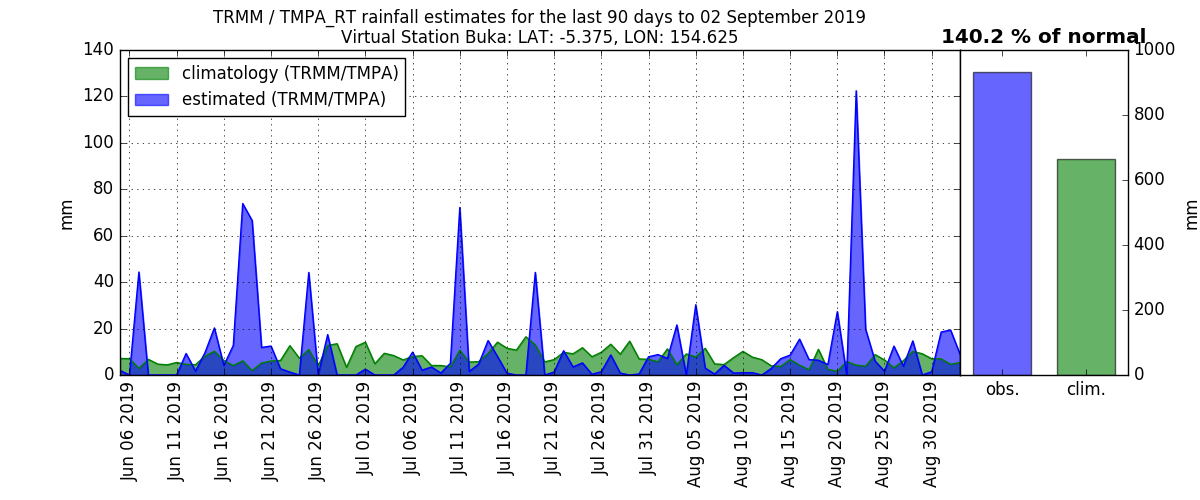 TRMM / TMPA_RT rainfall estimates for the last 90 days to 02 September 2019
Virtual Station Buka: LAT: -5.375, LON: 154.625
140.2 % of normal
climatology (TRMM/TMPA)
estimated (TRMM/TMPA)
mm
140
120
100
80
60
40
20
0
Jun 06 2019
Jun 11 2019
Jun 16 2019
Jun 21 2019
Jun 26 2019
Jul 01 2019
Jul 06 2019
Jul 11 2019
Jul 16 2019
Jul 21 2019
Jul 26 2019
Jul 31 2019
Aug 05 2019
Aug 10 2019
Aug 15 2019
Aug 20 2019
Aug 25 2019
Aug 30 2019
obs.
clim.
1000
800
600
400
200
0
mm